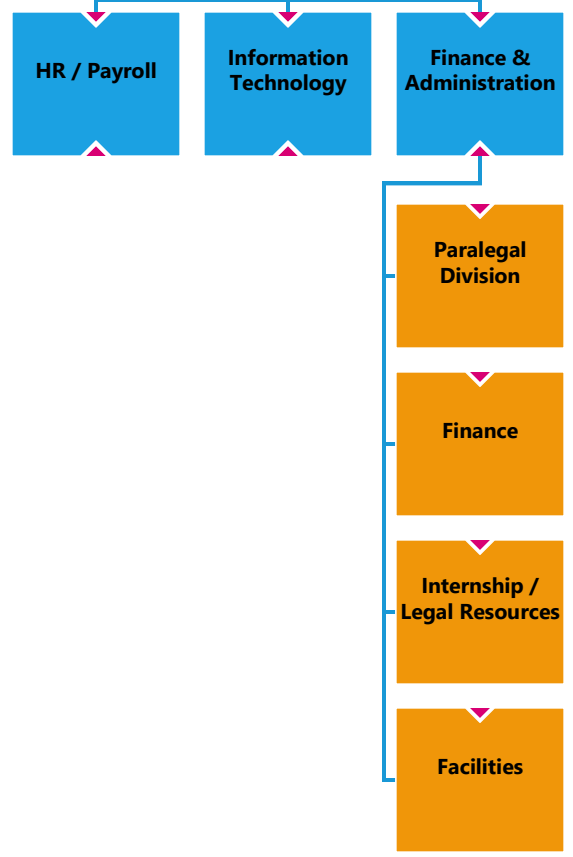 HR / Payroll
Information
Technology
Finance &
Administration
Paralegal
Division
Finance
Internship /
Legal Resources
Facilities